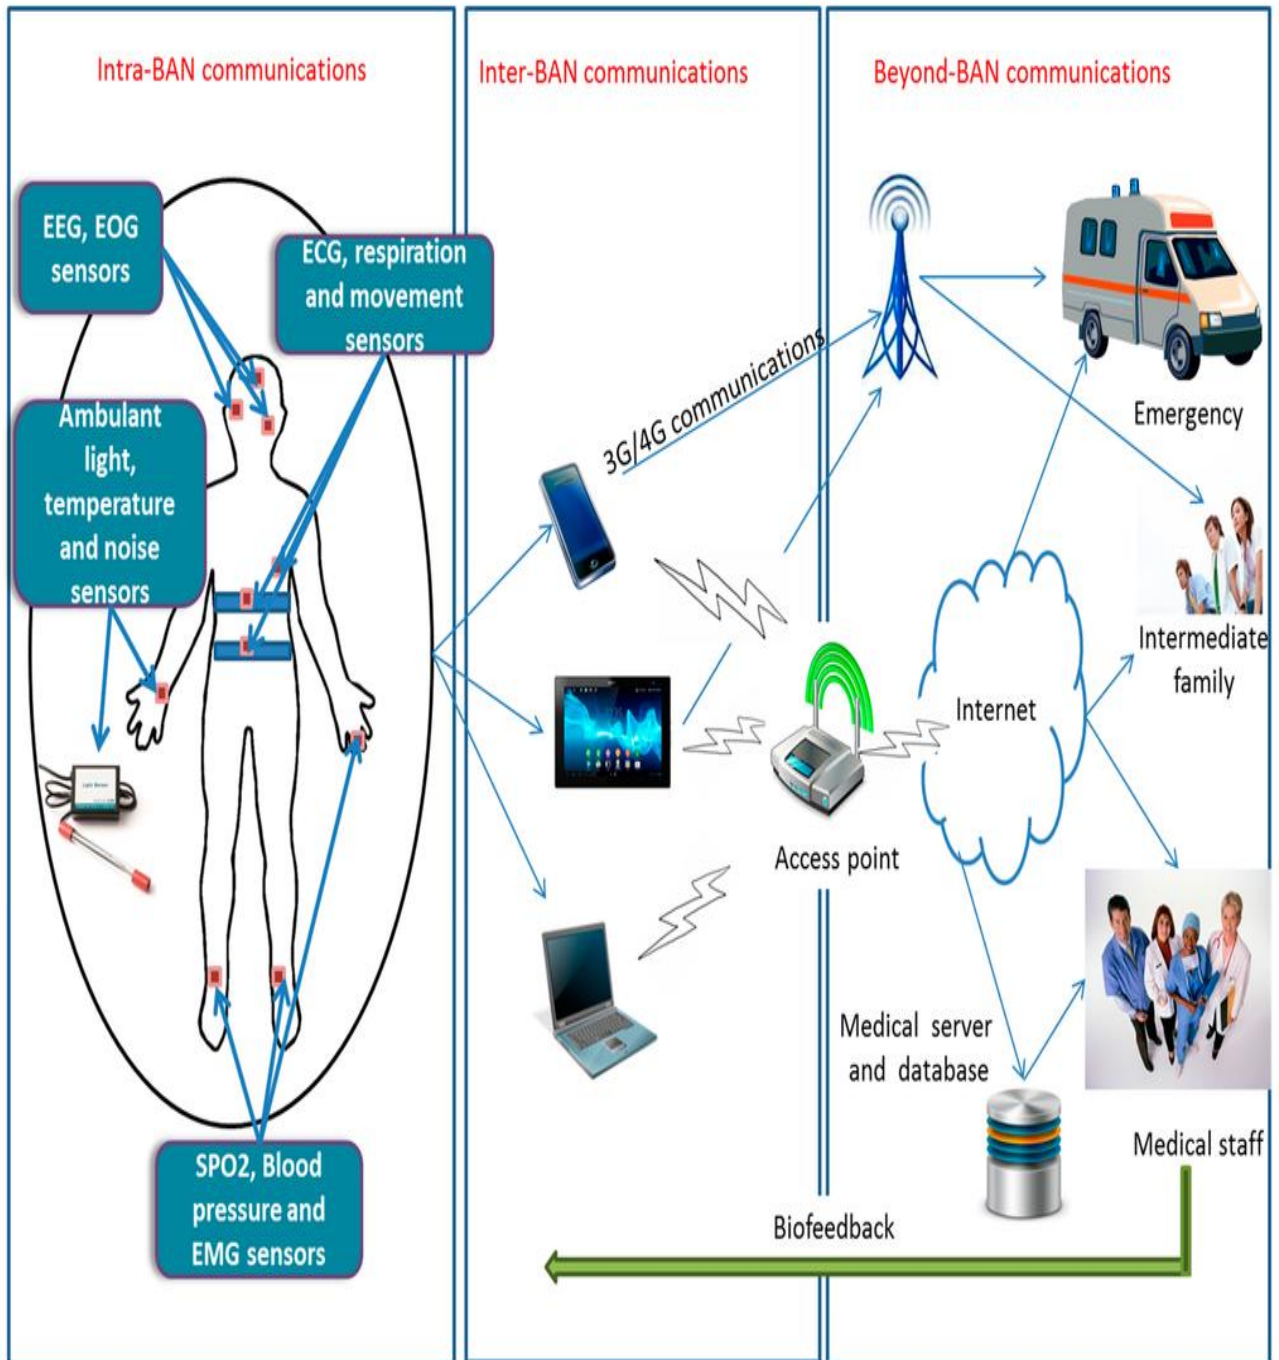 Intra-BAN communications
Inter-BAN communications
Beyond-BAN communications
EEG, EOG
sensors
ECG, respiration
and movement
sensors
Ambulant
light,
temperature
and noise
sensors
SPO2, Blood
pressure and
EMG sensors
3G/4G communications
Access point
Internet
Emergency
Intermediate
family
Medical server
and database
Medical staff
Biofeedback